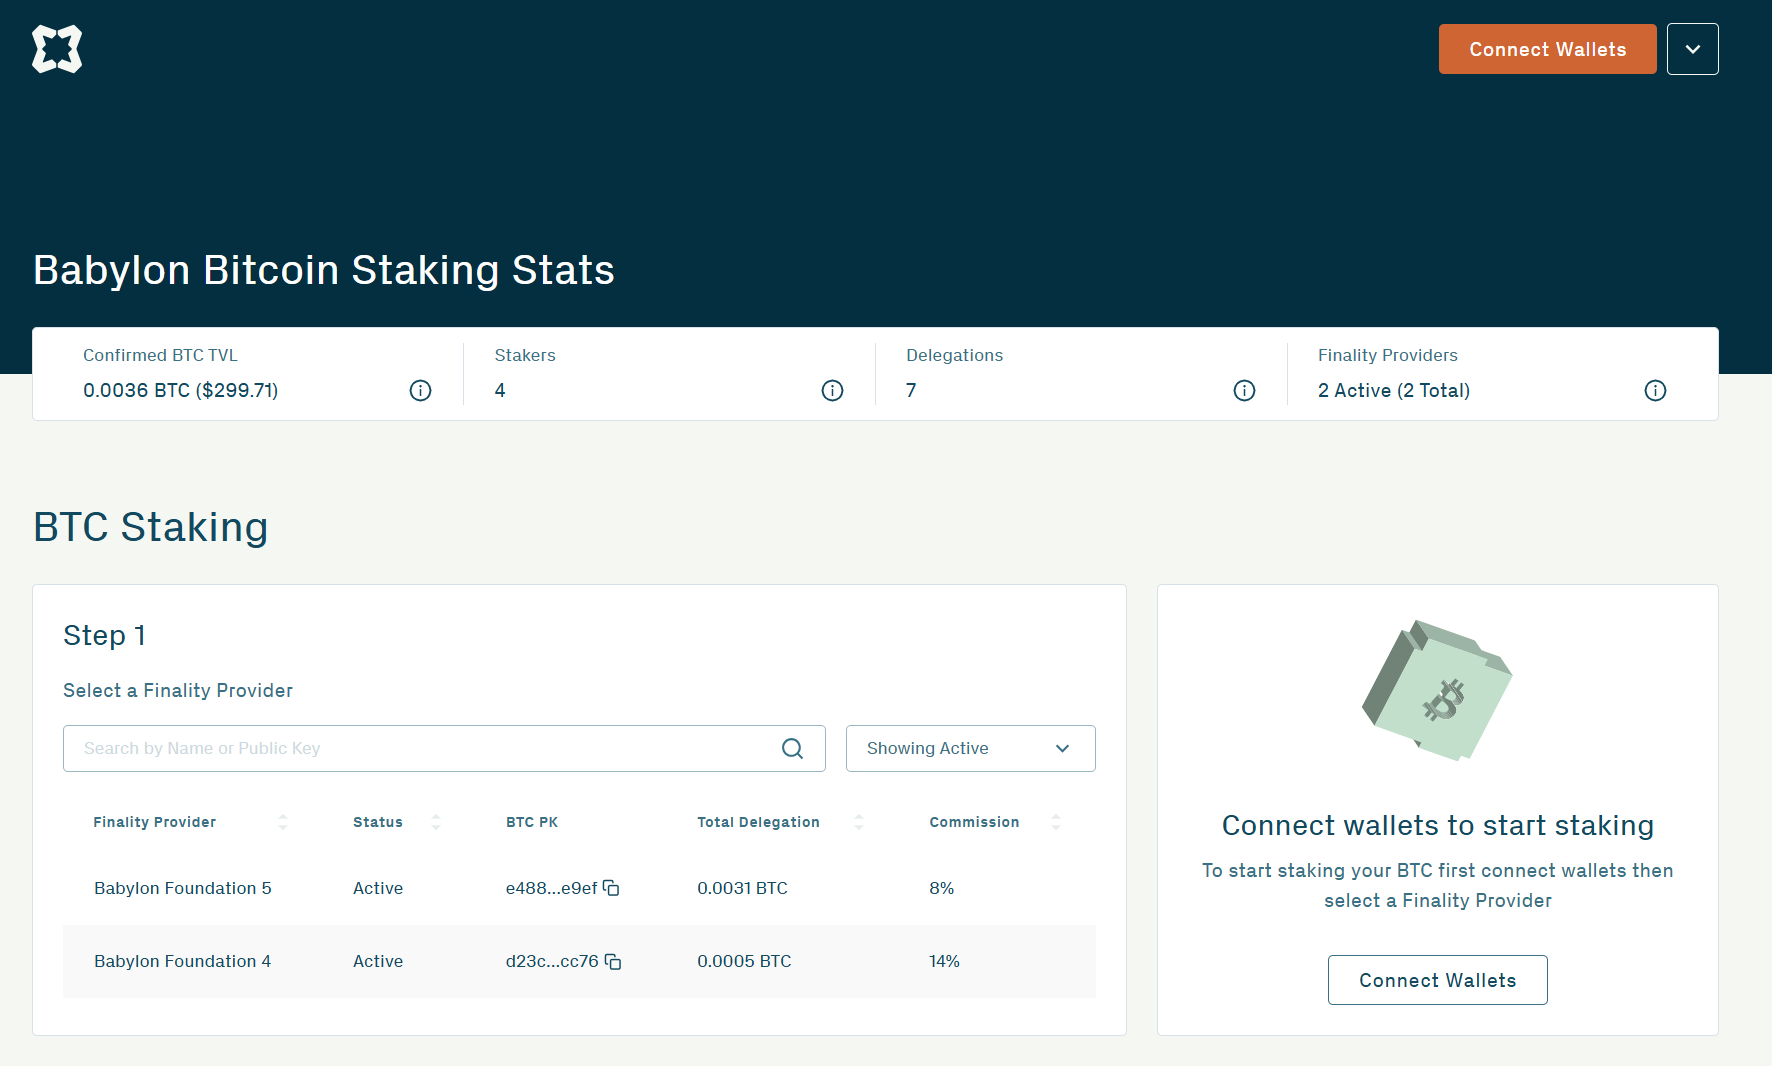 Connect Wallets
Babylon Bitcoin Staking Stats
Confirmed BTC TVL
0.0036 BTC ($299.71)
Stakers
4
Delegations
7
Finality Providers
2 Active (2 Total)
BTC Staking
Step 1
Select a Finality Provider
Search by Name or Public Key
Showing Active
Finality Provider Status BTC PK Total Delegation Commission
Babylon Foundation 5 Active e488...e9ef 0.0031 BTC 8%
Babylon Foundation 4 Active d23c...cc76 0.0005 BTC 14%
Connect wallets to start staking
To start staking your BTC first connect wallets then
select a Finality Provider
Connect Wallets